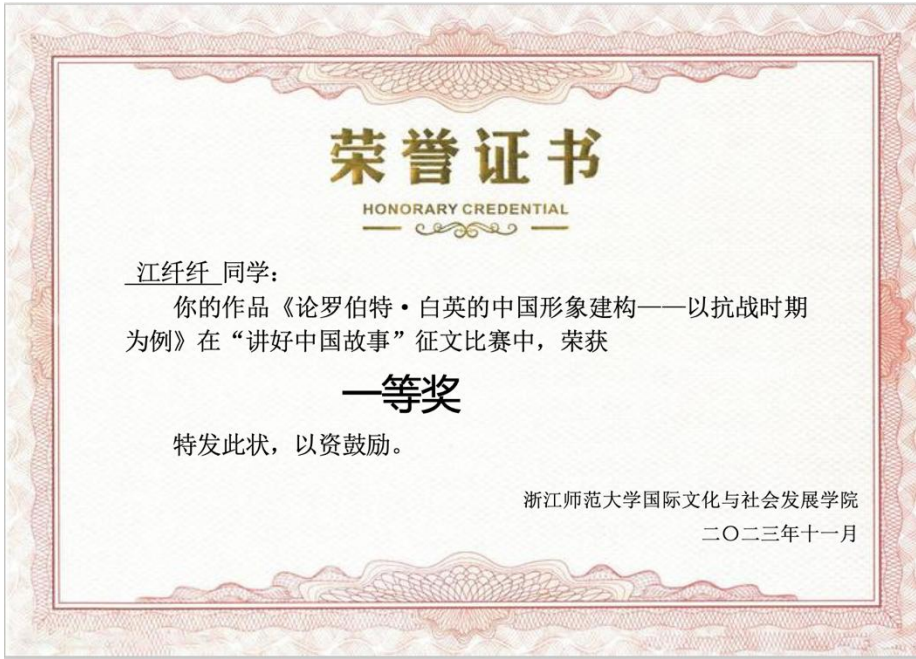 荣誉证书
HONORARY CREDENTIAL
江纤纤 同学：
你的作品《论罗伯特·白英的中国形象建构——以抗战时期
为例》在“讲好中国故事”征文比赛中，荣获
一等奖
特发此状，以资鼓励。
浙江师范大学国际文化与社会发展学院
二〇二三年十一月